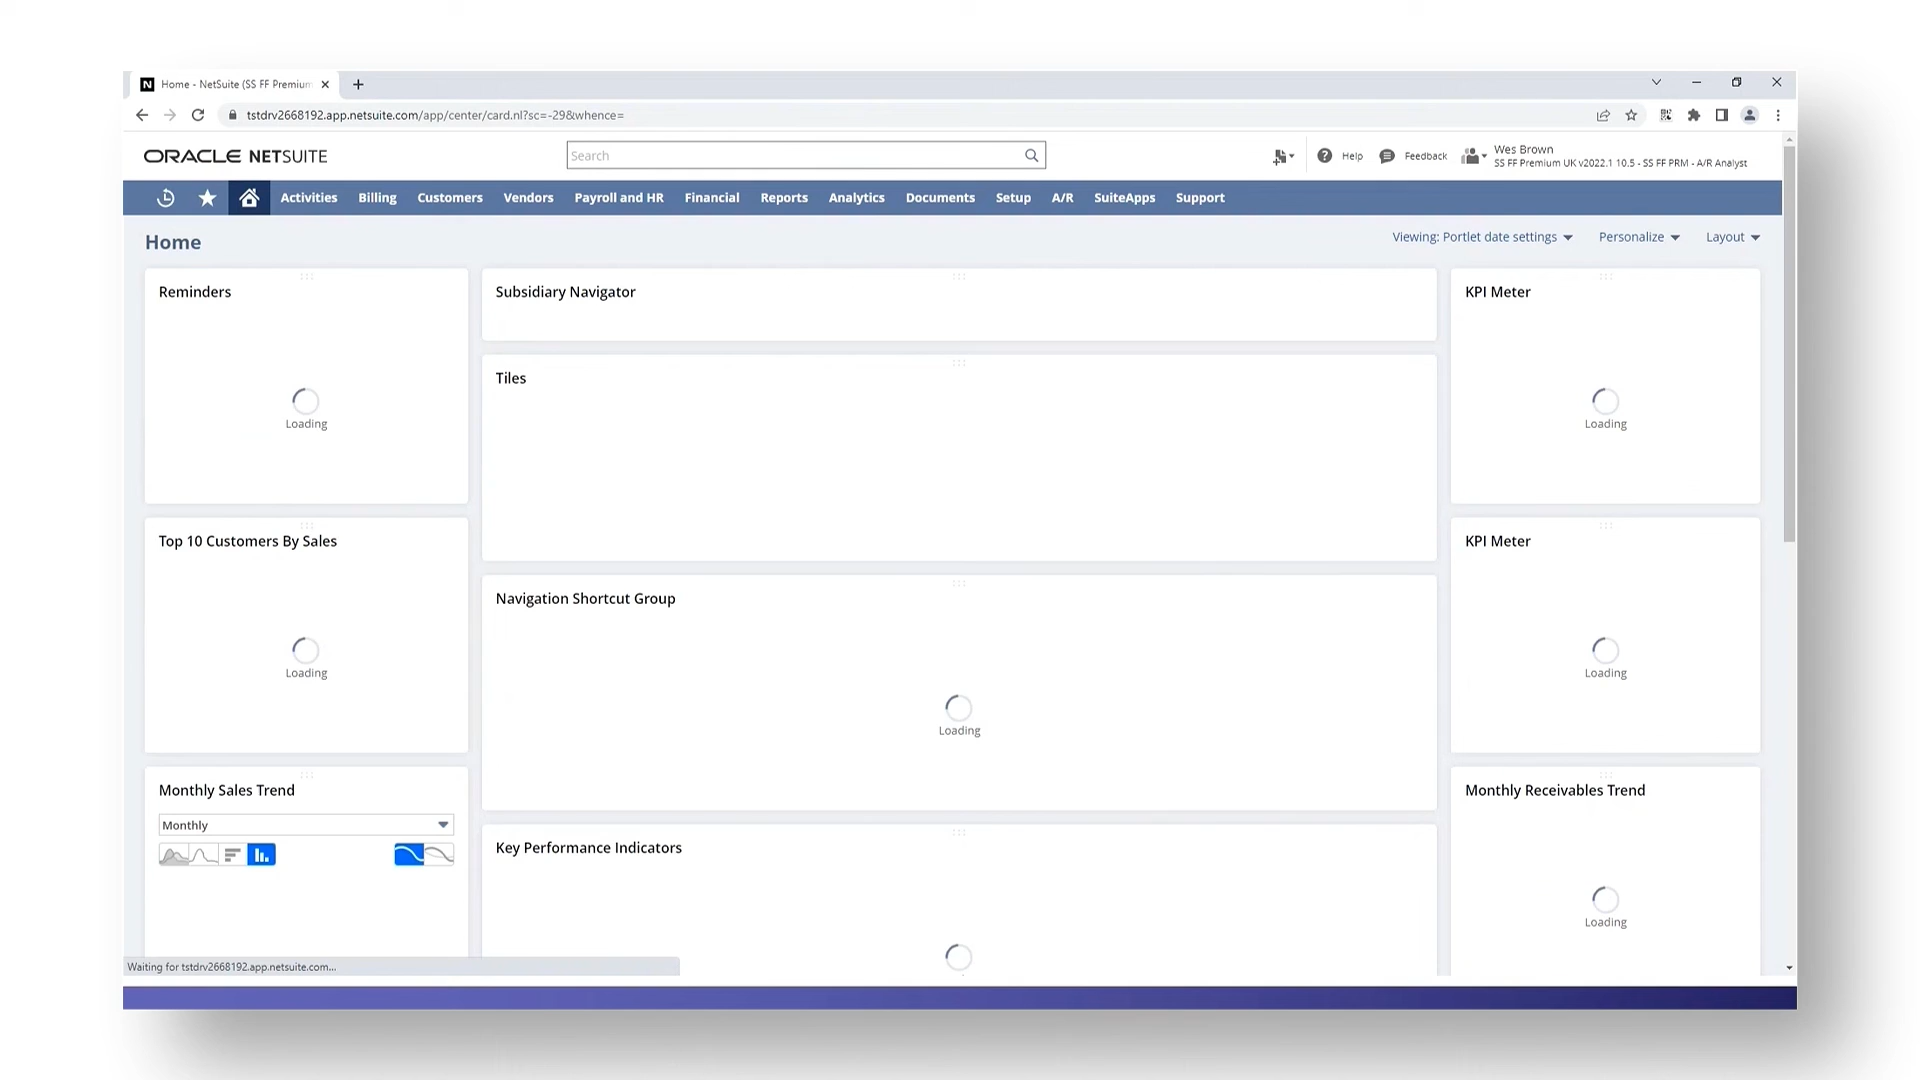 Home - NetSuite (SS FF Premium
tstdrv2668192.app.netsuite.com/app/center/card.nl?sc=-29&whence=
ORACLE NETSUITE
Search
Help
Feedback
Wes Brown
SS FF Premium UK v2022.1 10.5 - SS FF PRM - A/R Analyst
Activities
Billing
Customers
Vendors
Payroll and HR
Financial
Reports
Analytics
Documents
Setup
A/R
SuiteApps
Support
Home
Viewing: Portlet date settings
Personalize
Layout
Reminders
Loading
Top 10 Customers By Sales
Loading
Monthly Sales Trend
Monthly
Subsidiary Navigator
Tiles
Navigation Shortcut Group
Loading
Key Performance Indicators
KPI Meter
Loading
KPI Meter
Loading
Monthly Receivables Trend
Loading
Waiting for tstdrv2668192.app.netsuite.com...